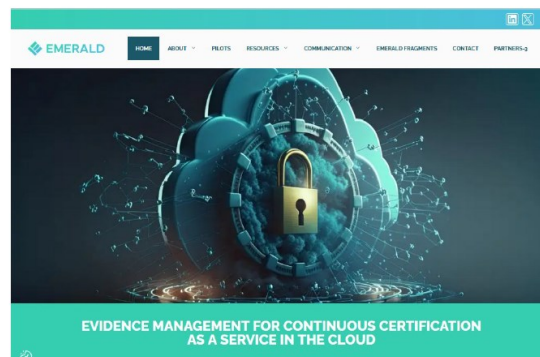 EMERALD
HOME ABOUT PILOTS RESOURCES COMMUNICATION EMERALD FRAGMENTS CONTACT PARTNERS-3
EVIDENCE MANAGEMENT FOR CONTINUOUS CERTIFICATION
AS A SERVICE IN THE CLOUD